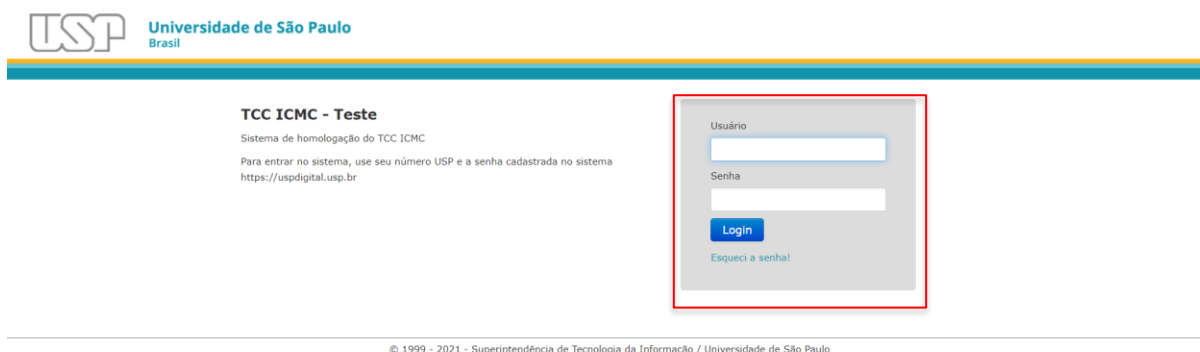 USP
Universidade de São Paulo
Brasil
TCC ICMC - Teste
Sistema de homologação do TCC ICMC
Para entrar no sistema, use seu número USP e a senha cadastrada no sistema
https://uspdigital.usp.br
Usuário
Senha
Login
Esqueci a senha!
© 1999 - 2021 - Superintendência de Tecnologia da Informação / Universidade de São Paulo